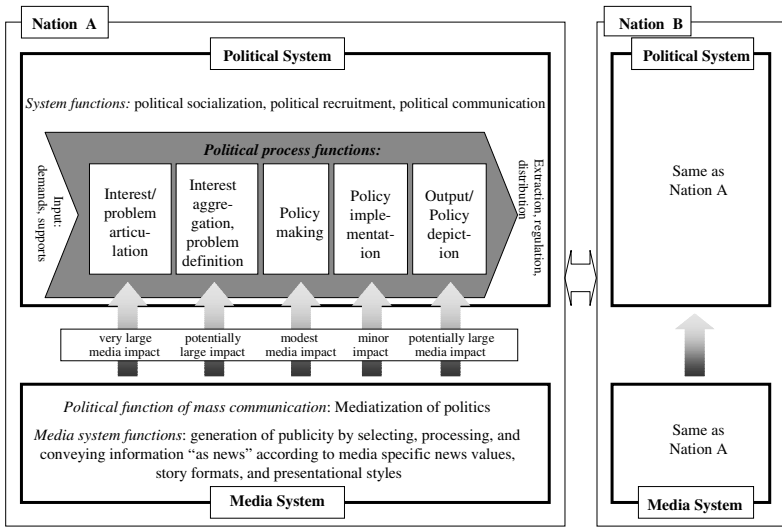 Nation A
Political System
System functions: political socialization, political recruitment, political communication
Input:
demands, supports
Political process functions:
Interest/
problem
articu-
lation
Interest
aggre-
gation,
problem
definition
Policy
making
Policy
imple-
mentat-
ion
Output/
Policy
depict-
ion
Extraction, regulation,
distribution
very large
media impact
potentially
large impact
modest
media impact
minor
impact
potentially large
media impact
Political function of mass communication: Mediatization of politics
Media system functions: generation of publicity by selecting, processing, and
conveying information “as news” according to media specific news values,
story formats, and presentational styles
Media System
Nation B
Political System
Same as
Nation A
Same as
Nation A
Media System